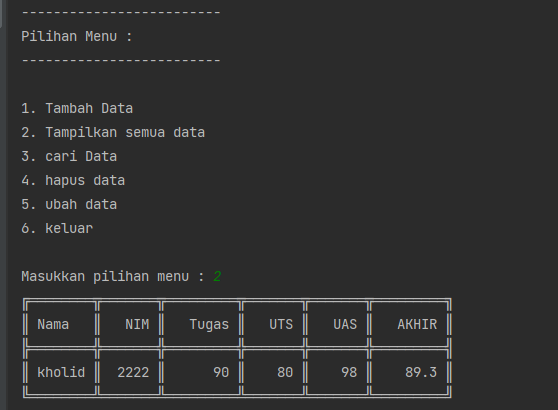 -------------------------
Pilihan Menu :
-------------------------
1. Tambah Data
2. Tampilkan semua data
3. cari Data
4. hapus data
5. ubah data
6. keluar
Masukkan pilihan menu : 2
Nama NIM Tugas UTS UAS AKHIR
kholid 2222 90 80 98 89.3